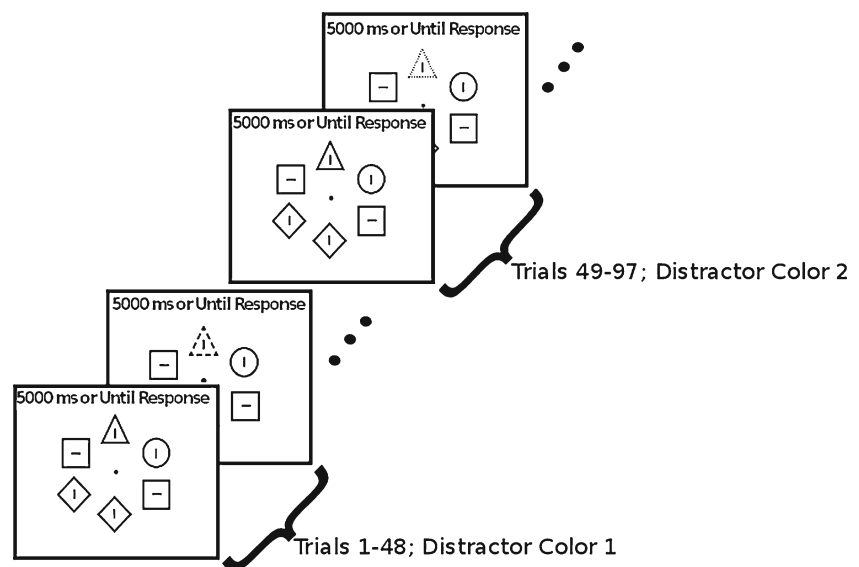 5000 ms or Until Response
5000 ms or Until Response
Trials 49-97; Distractor Color 2
5000 ms or Until Response
5000 ms or Until Response
Trials 1-48; Distractor Color 1